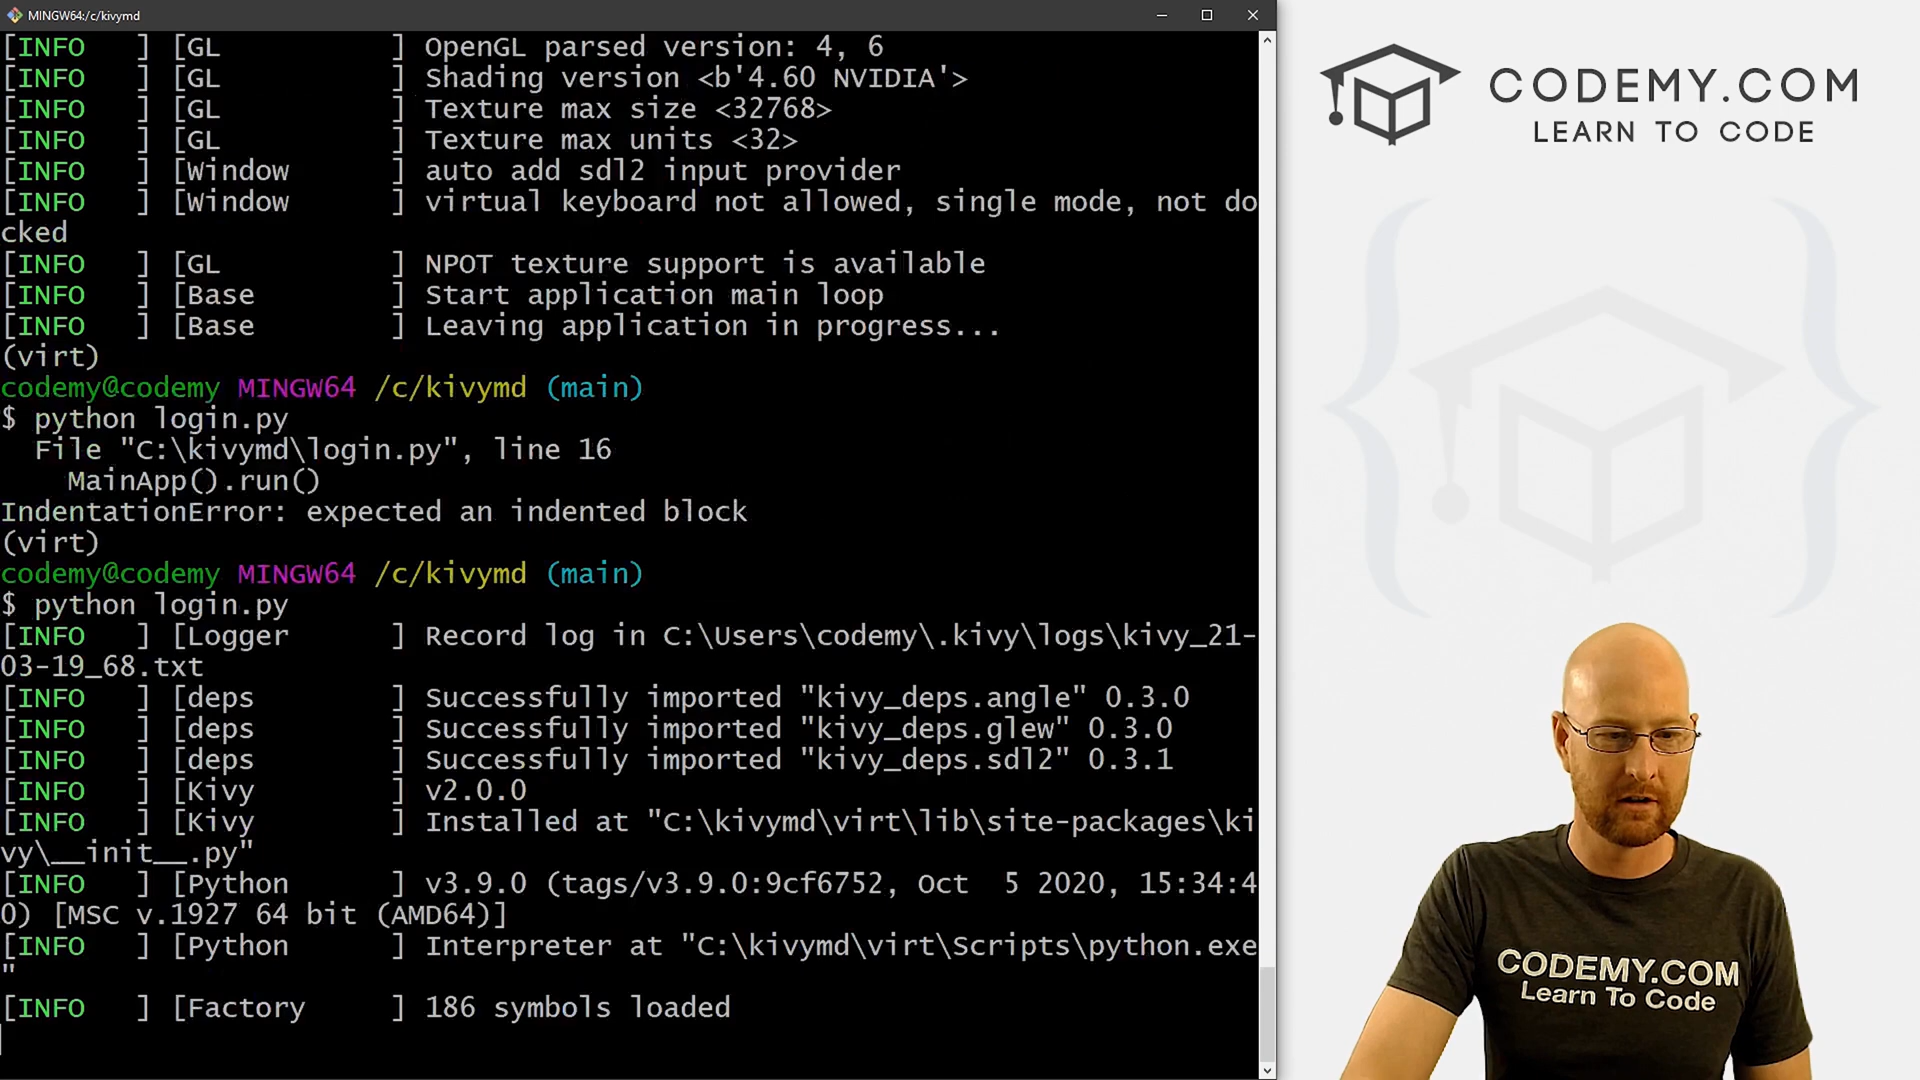 MINGW64:/c/kivymd
[INFO   ] [GL          ] OpenGL parsed version: 4, 6
[INFO   ] [GL          ] Shading version <b'4.60 NVIDIA'>
[INFO   ] [GL          ] Texture max size <32768>
[INFO   ] [GL          ] Texture max units <32>
[INFO   ] [Window      ] auto add sdl2 input provider
[INFO   ] [Window      ] virtual keyboard not allowed, single mode, not do
cked
[INFO   ] [GL          ] NPOT texture support is available
[INFO   ] [Base        ] Start application main loop
[INFO   ] [Base        ] Leaving application in progress...
(virt)
codemy@codemy MINGW64 /c/kivymd (main)
$ python login.py
  File "C:\kivymd\login.py", line 16
    MainApp().run()
IndentationError: expected an indented block
(virt)
codemy@codemy MINGW64 /c/kivymd (main)
$ python login.py
[INFO   ] [Logger      ] Record log in C:\Users\codemy\.kivy\logs\kivy_21-
03-19_68.txt
[INFO   ] [deps        ] Successfully imported "kivy_deps.angle" 0.3.0
[INFO   ] [deps        ] Successfully imported "kivy_deps.glew" 0.3.0
[INFO   ] [deps        ] Successfully imported "kivy_deps.sdl2" 0.3.1
[INFO   ] [Kivy        ] v2.0.0
[INFO   ] [Kivy        ] Installed at "C:\kivymd\virt\lib\site-packages\ki
vy\__init__.py"
[INFO   ] [Python      ] v3.9.0 (tags/v3.9.0:9cf6752, Oct  5 2020, 15:34:4
0) [MSC v.1927 64 bit (AMD64)]
[INFO   ] [Python      ] Interpreter at "C:\kivymd\virt\Scripts\python.exe
"
[INFO   ] [Factory     ] 186 symbols loaded
CODEMY.COM
LEARN TO CODE
CODEMY.COM
Learn To Code